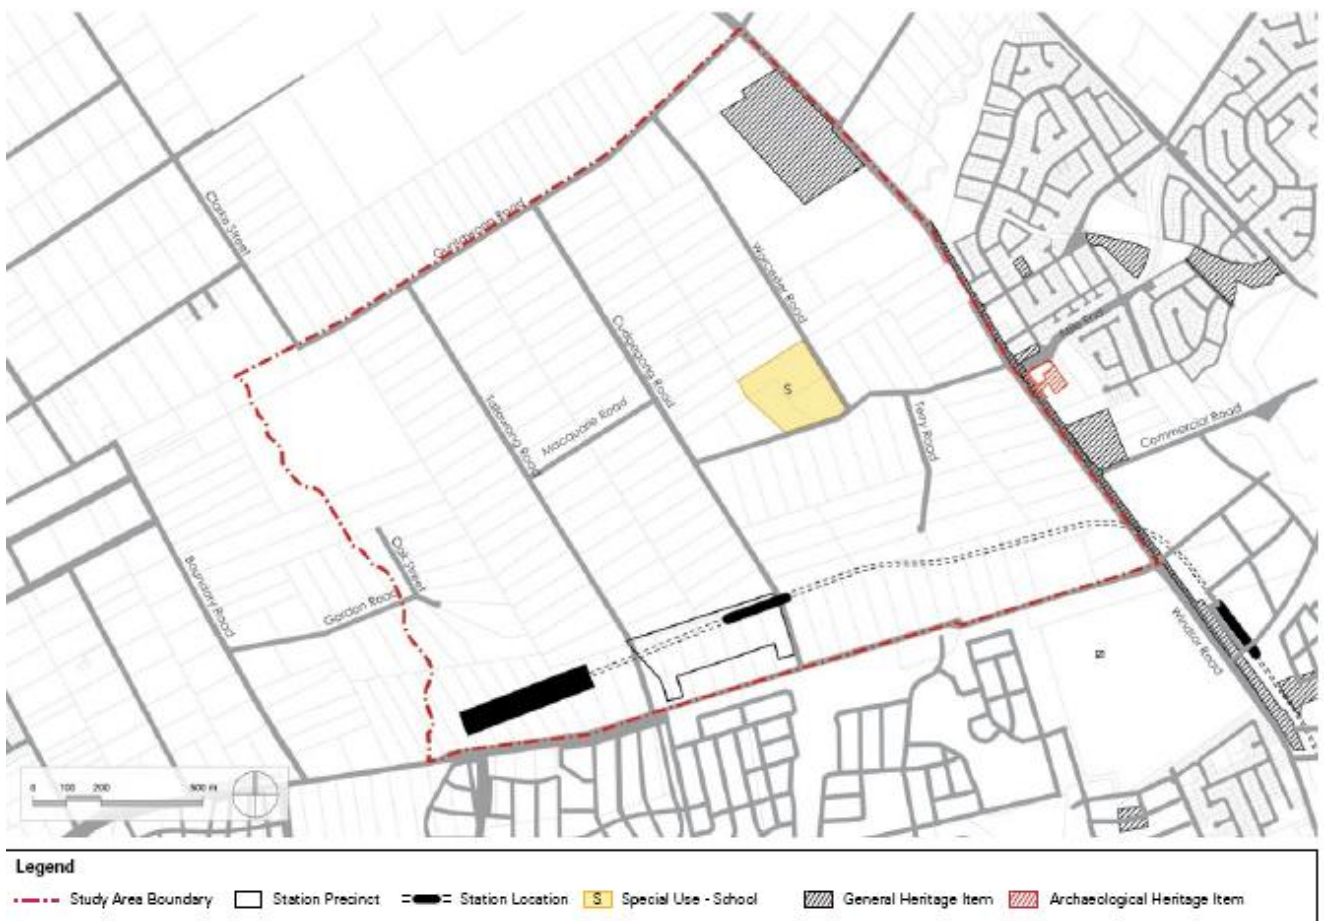 Clarke Street
Guntawong Road
Worcester Road
Cudgegong Road
Mile End
S
Tallawong Road
Macquarie Road
Terry Road
Commercial Road
Oak Street
Boundary Road
Gordon Road
Windsor Road
0 100 200 500 m
Legend
Study Area Boundary Station Precinct Station Location S Special Use - School General Heritage Item Archaeological Heritage Item